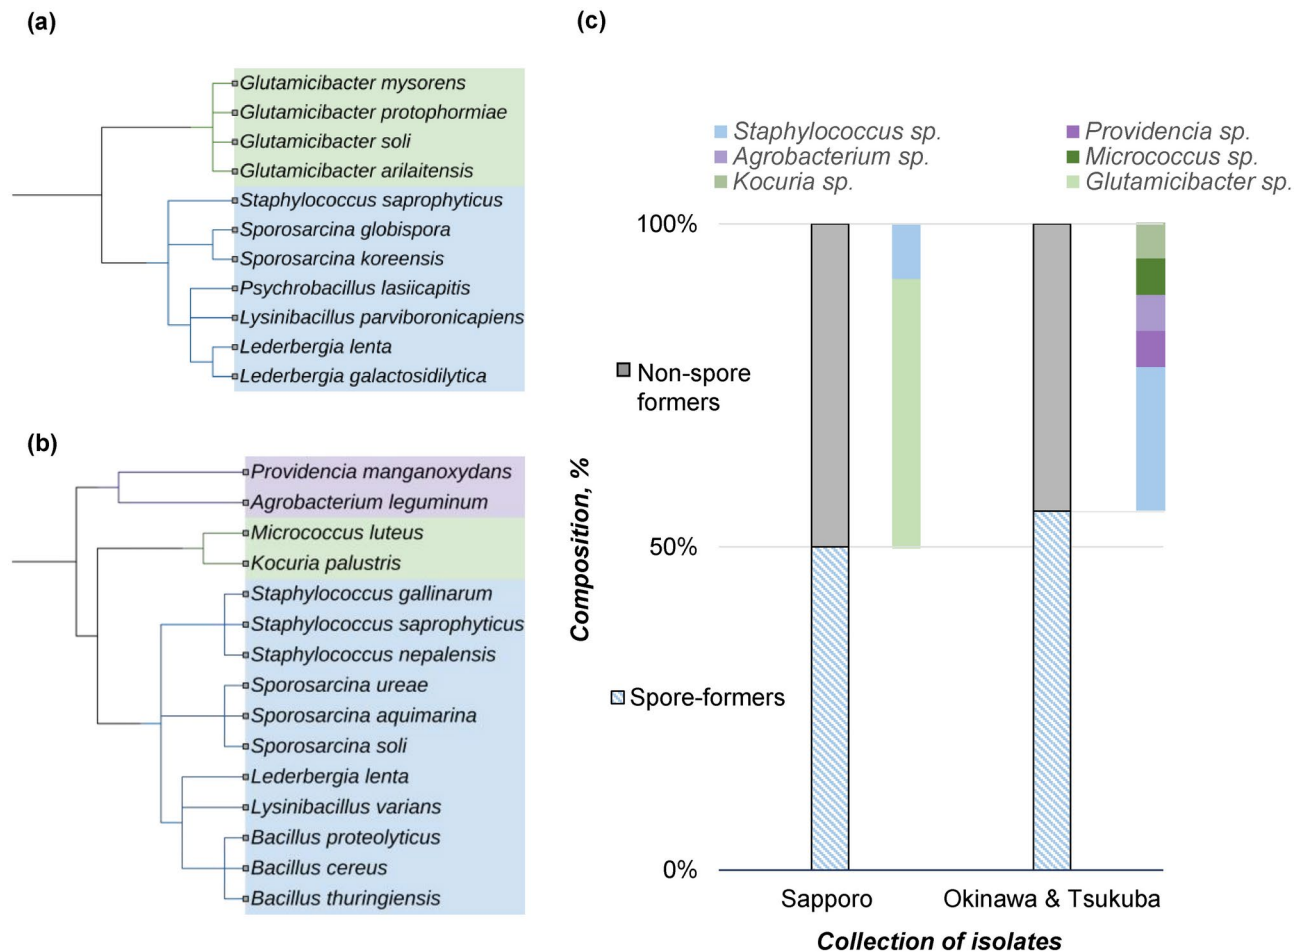 (a)
Glutamicibacter mysorens
Glutamicibacter protophormiae
Glutamicibacter soli
Glutamicibacter arilaitensis
Staphylococcus saprophyticus
Sporosarcina globispora
Sporosarcina koreensis
Psychrobacillus lasiicapitis
Lysinibacillus parviboronicapiens
Lederbergia lenta
Lederbergia galactosidilytica
(b)
Providencia manganoxydans
Agrobacterium leguminum
Micrococcus luteus
Kocuria palustris
Staphylococcus gallinarum
Staphylococcus saprophyticus
Staphylococcus nepalensis
Sporosarcina ureae
Sporosarcina aquimarina
Sporosarcina soli
Lederbergia lenta
Lysinibacillus varians
Bacillus proteolyticus
Bacillus cereus
Bacillus thuringiensis
(c)
Staphylococcus sp.
Agrobacterium sp.
Kocuria sp.
Providencia sp.
Micrococcus sp.
Glutamicibacter sp.
100%
Non-spore
formers
Composition, %
50%
Spore-formers
0%
Sapporo
Okinawa & Tsukuba
Collection of isolates